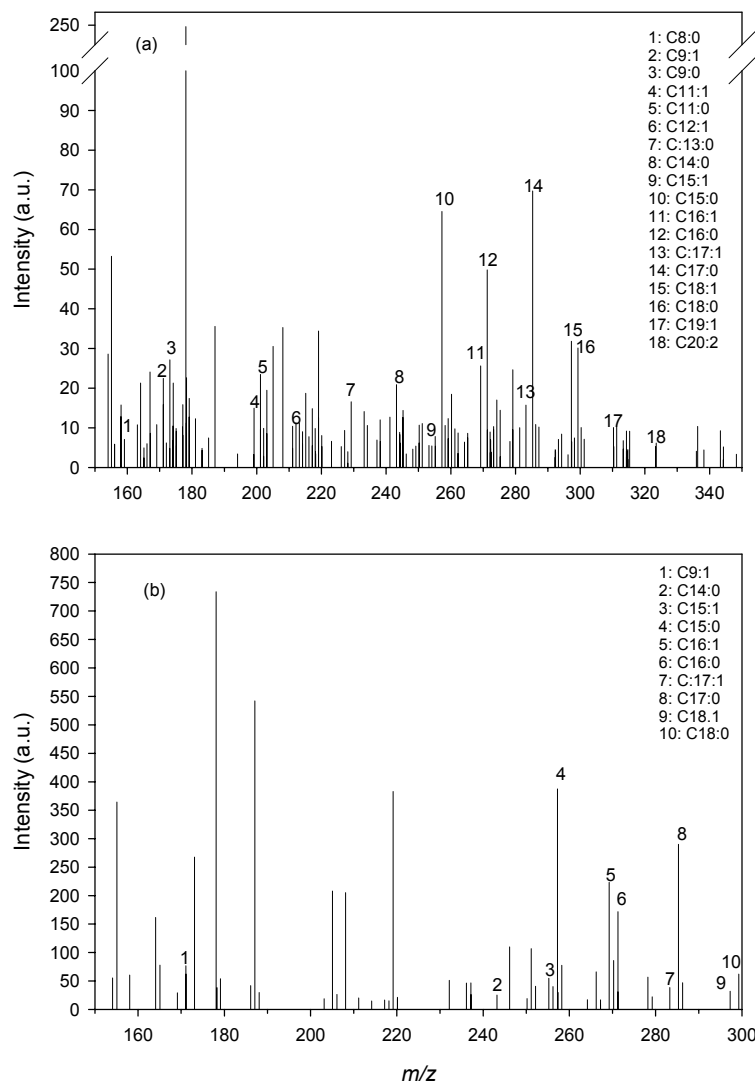 (a)
1: C8:0
2: C9:1
3: C9:0
4: C11:1
5: C11:0
6: C12:1
7: C:13:0
8: C14:0
9: C15:1
10: C15:0
11: C16:1
12: C16:0
13: C:17:1
14: C17:0
15: C18:1
16: C18:0
17: C19:1
18: C20:2
Intensity (a.u.)
250
100
90
80
70
60
50
40
30
20
10
0
1
2
3
4
5
6
7
8
9
10
11
12
13
14
15
16
17
18
160 180 200 220 240 260 280 300 320 340
(b)
1: C9:1
2: C14:0
3: C15:1
4: C15:0
5: C16:1
6: C16:0
7: C:17:1
8: C17:0
9: C18.1
10: C18:0
Intensity (a.u.)
800
750
700
650
600
550
500
450
400
350
300
250
200
150
100
50
0
1
2
3
4
5
6
7
8
9
10
160 180 200 220 240 260 280 300
m/z